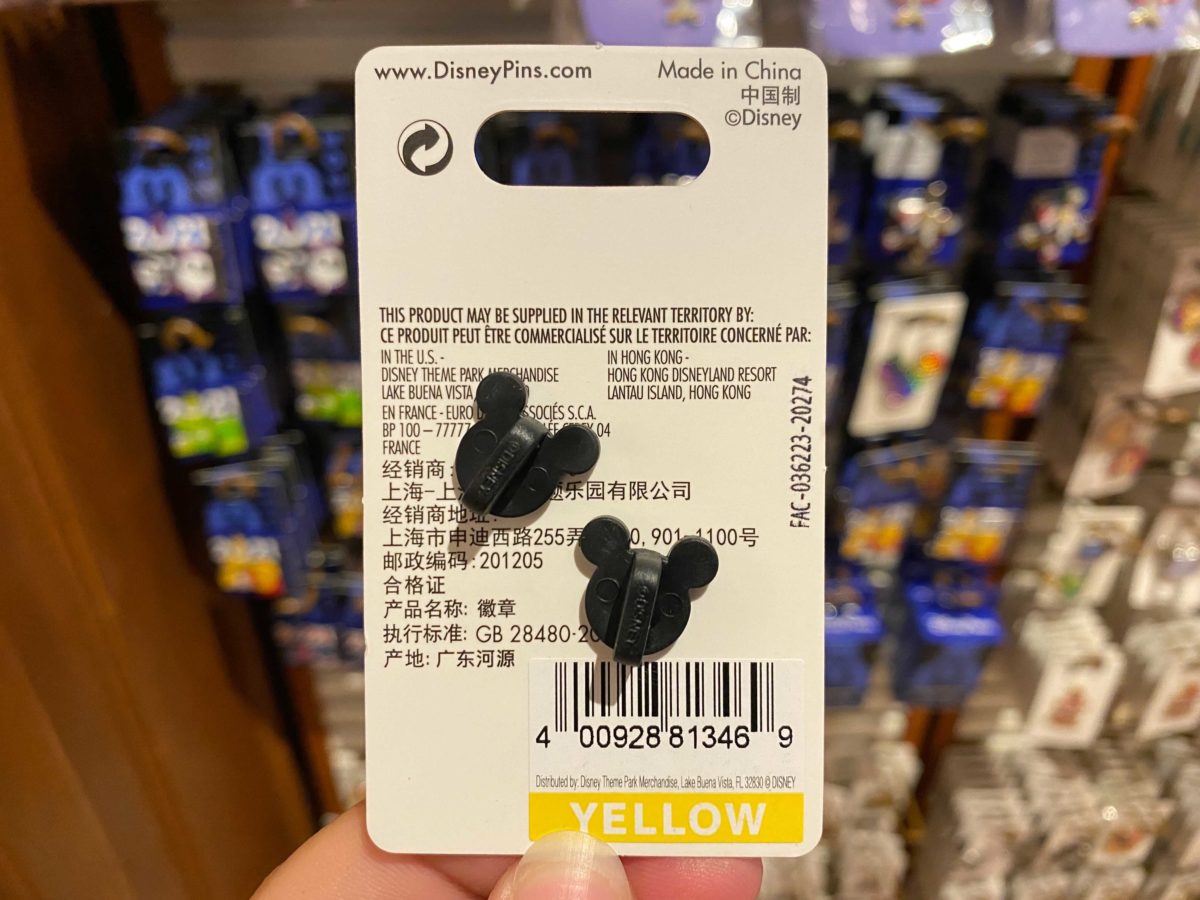 www.DisneyPins.com
Made in China
中国制
©Disney
THIS PRODUCT MAY BE SUPPLIED IN THE RELEVANT TERRITORY BY:
CE PRODUIT PEUT ÊTRE COMMERCIALISÉ SUR LE TERRITOIRE CONCERNÉ PAR:
IN THE U.S. -
DISNEY THEME PARK MERCHANDISE
LAKE BUENA VISTA
IN HONG KONG -
HONG KONG DISNEYLAND RESORT
LANTAU ISLAND, HONG KONG
EN FRANCE - EURO S.C.A.
BP 100 – 77777 04
FRANCE
经销商:
上海-上 乐园有限公司
经销商地址:
上海市申迪西路255弄 901-1100号
邮政编码:201205
合格证
产品名称: 徽章
执行标准: GB 28480-20
产地: 广东河源
FAC-036223-20274
©DISNEY
©DISNEY
4 00928 81346 9
Distributed by: Disney Theme Park Merchandise, Lake Buena Vista, FL 32830 © DISNEY
YELLOW